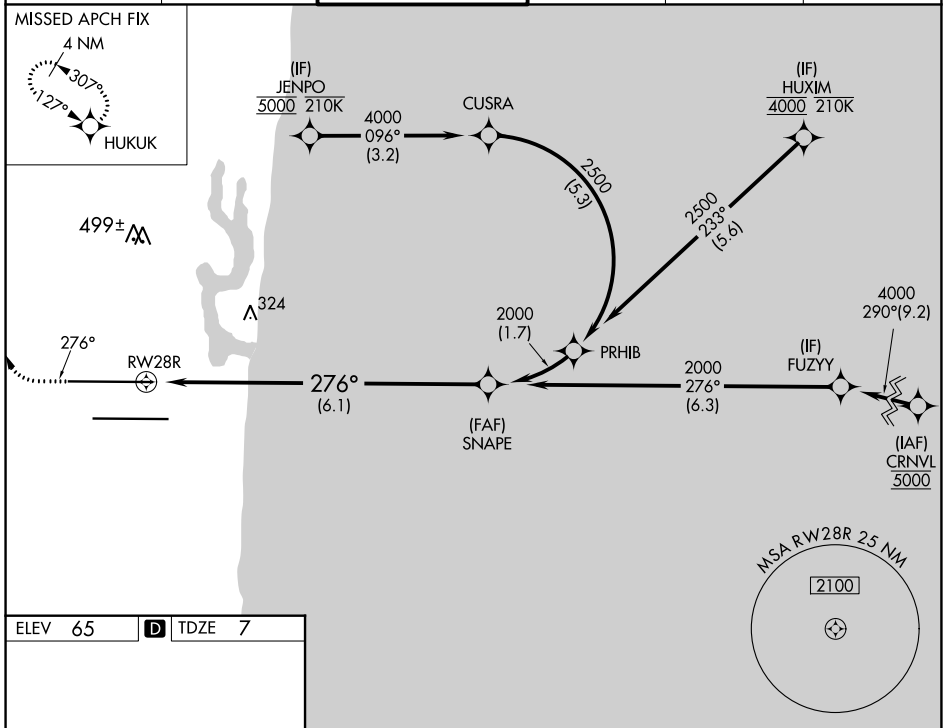 MISSED APCH FIX
4 NM
307°
127°
HUKUK
(IF)
JENPO
5000 210K
4000
096°
(3.2)
CUSRA
2500
(5.3)
(IF)
HUXIM
4000 210K
2500
233°
(5.6)
499±
324
4000
290°(9.2)
2000
(1.7)
PRHIB
276°
RW28R
276°
(6.1)
(FAF)
SNAPE
2000
276°
(6.3)
(IF)
FUZYY
(IAF)
CRNVL
5000
MSA RW28R 25 NM
2100
ELEV 65 D TDZE 7